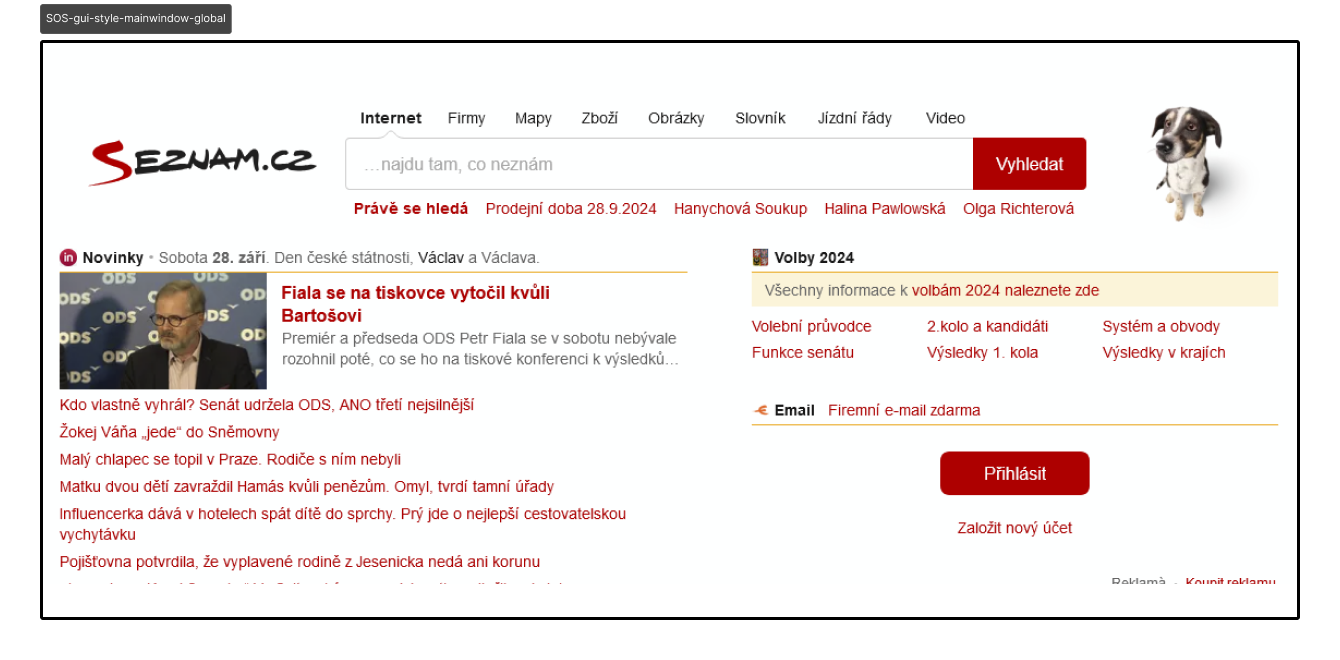 SOS-gui-style-mainwindow-global
Internet Firmy Mapy Zboží Obrázky Slovník Jízdní řády Video
SEZNAM.CZ
...najdu tam, co neznám
Vyhledat
Právě se hledá Prodejní doba 28.9.2024 Hanychová Soukup Halina Pawlowská Olga Richterová
in Novinky • Sobota 28. září. Den české státnosti, Václav a Václava.
ODS
Fiala se na tiskovce vytočil kvůli
Bartošovi
Premiér a předseda ODS Petr Fiala se v sobotu nebývale
rozohnil poté, co se ho na tiskové konferenci k výsledků...
Kdo vlastně vyhrál? Senát udržela ODS, ANO třetí nejsilnější
Žokej Váňa „jede“ do Sněmovny
Malý chlapec se topil v Praze. Rodiče s ním nebyli
Matku dvou dětí zavraždil Hamás kvůli penězům. Omyl, tvrdí tamní úřady
Influencerka dává v hotelech spát dítě do sprchy. Prý jde o nejlepší cestovatelskou
vychytávku
Pojišťovna potvrdila, že vyplavené rodině z Jesenicka nedá ani korunu
Volby 2024
Všechny informace k volbám 2024 naleznete zde
Volební průvodce 2.kolo a kandidáti Systém a obvody
Funkce senátu Výsledky 1. kola Výsledky v krajích
Email Firemní e-mail zdarma
Přihlásit
Založit nový účet
Reklama • Koupit reklamu